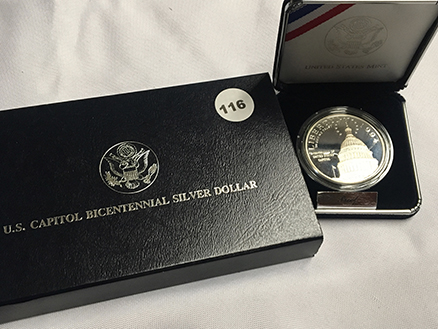 116
U.S. CAPITOL BICENTENNIAL SILVER DOLLAR
UNITED STATES MINT
LIBERTY